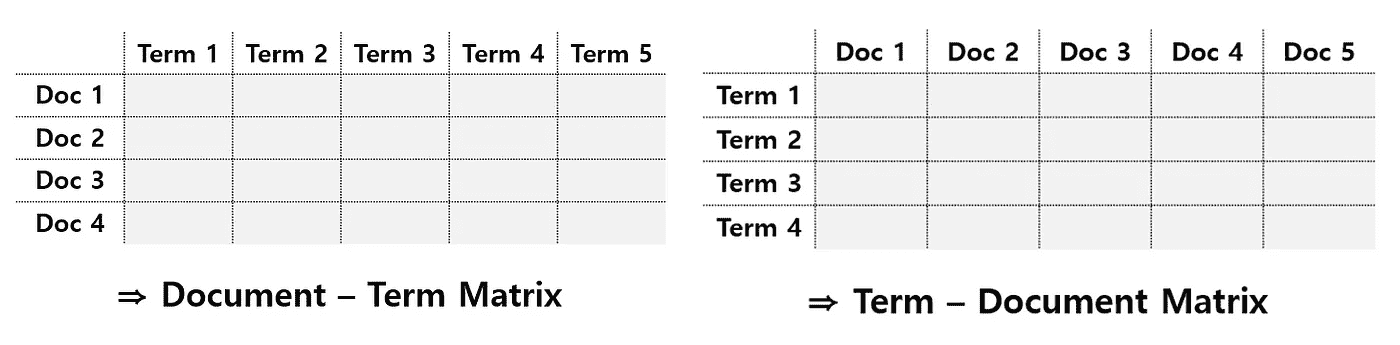 Term 1 Term 2 Term 3 Term 4 Term 5
Doc 1
Doc 2
Doc 3
Doc 4
⇒ Document – Term Matrix
Doc 1 Doc 2 Doc 3 Doc 4 Doc 5
Term 1
Term 2
Term 3
Term 4
⇒ Term – Document Matrix